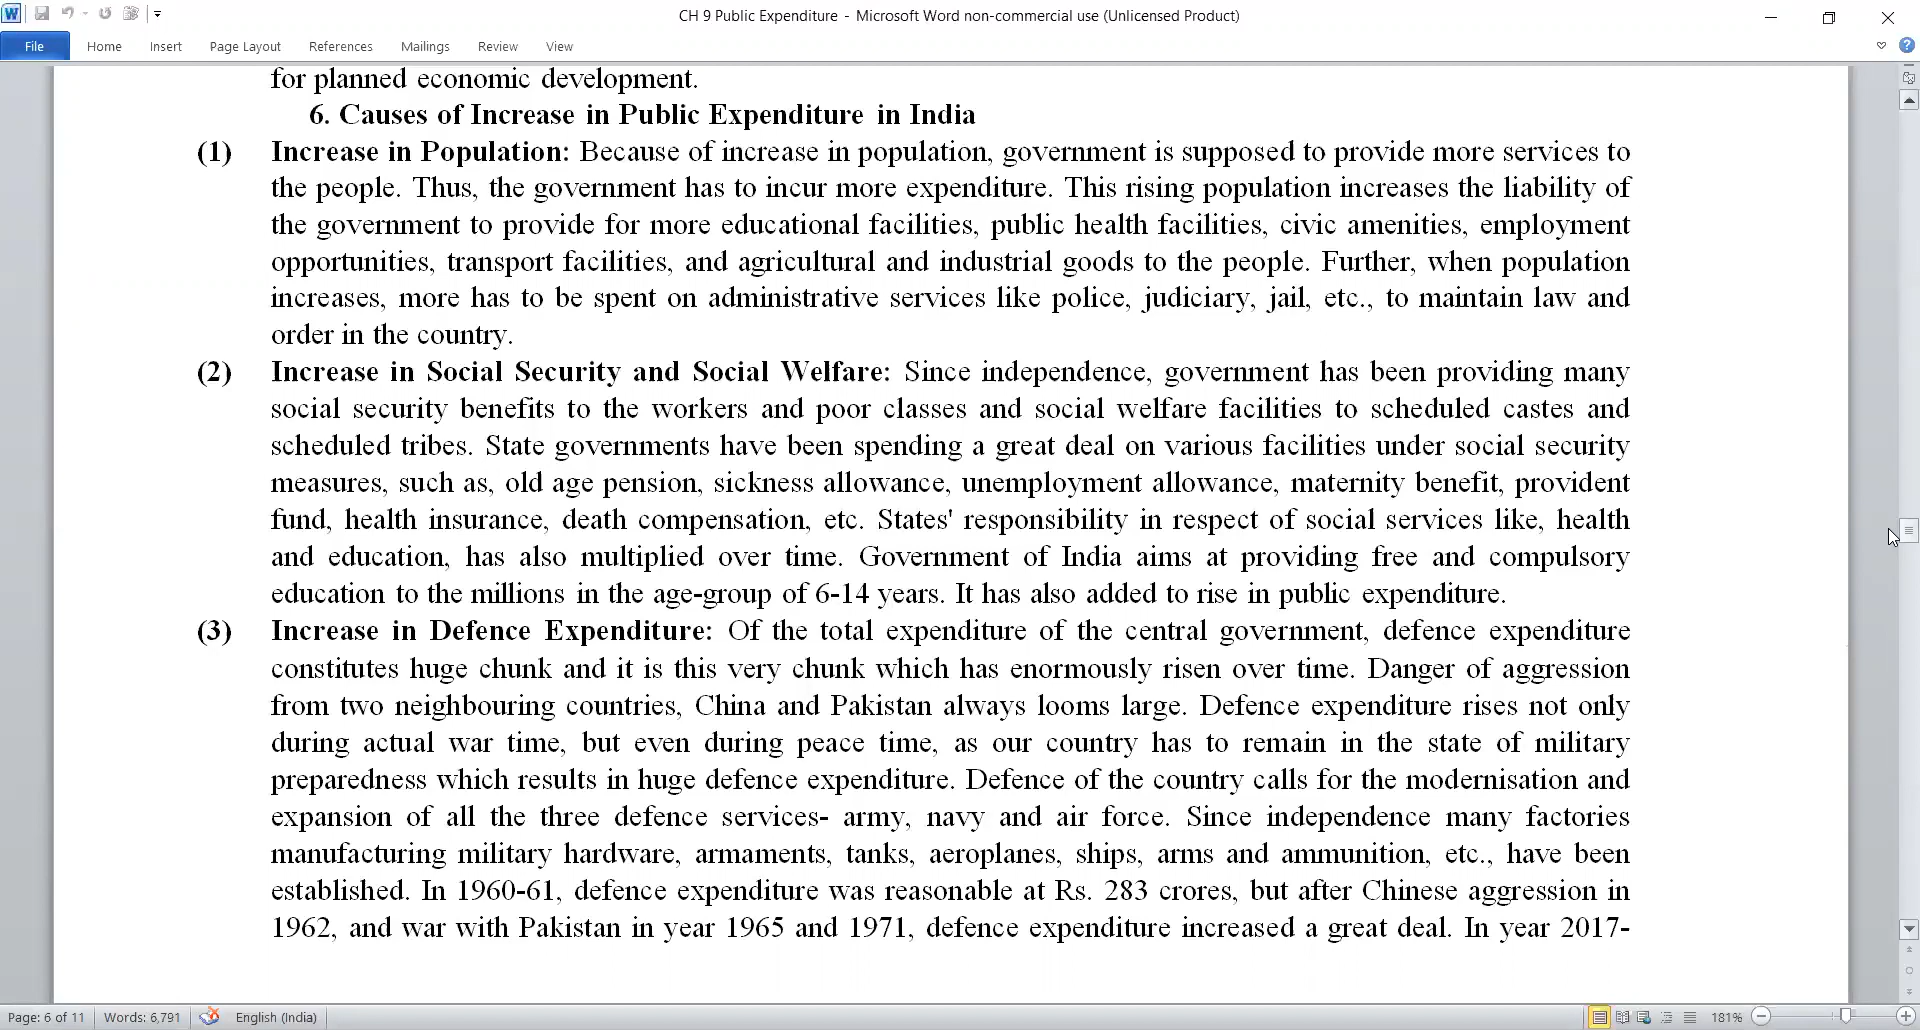 CH 9 Public Expenditure - Microsoft Word non-commercial use (Unlicensed Product)
File Home Insert Page Layout References Mailings Review View
for planned economic development.
6. Causes of Increase in Public Expenditure in India
(1) Increase in Population: Because of increase in population, government is supposed to provide more services to
the people. Thus, the government has to incur more expenditure. This rising population increases the liability of
the government to provide for more educational facilities, public health facilities, civic amenities, employment
opportunities, transport facilities, and agricultural and industrial goods to the people. Further, when population
increases, more has to be spent on administrative services like police, judiciary, jail, etc., to maintain law and
order in the country.
(2) Increase in Social Security and Social Welfare: Since independence, government has been providing many
social security benefits to the workers and poor classes and social welfare facilities to scheduled castes and
scheduled tribes. State governments have been spending a great deal on various facilities under social security
measures, such as, old age pension, sickness allowance, unemployment allowance, maternity benefit, provident
fund, health insurance, death compensation, etc. States' responsibility in respect of social services like, health
and education, has also multiplied over time. Government of India aims at providing free and compulsory
education to the millions in the age-group of 6-14 years. It has also added to rise in public expenditure.
(3) Increase in Defence Expenditure: Of the total expenditure of the central government, defence expenditure
constitutes huge chunk and it is this very chunk which has enormously risen over time. Danger of aggression
from two neighbouring countries, China and Pakistan always looms large. Defence expenditure rises not only
during actual war time, but even during peace time, as our country has to remain in the state of military
preparedness which results in huge defence expenditure. Defence of the country calls for the modernisation and
expansion of all the three defence services- army, navy and air force. Since independence many factories
manufacturing military hardware, armaments, tanks, aeroplanes, ships, arms and ammunition, etc., have been
established. In 1960-61, defence expenditure was reasonable at Rs. 283 crores, but after Chinese aggression in
1962, and war with Pakistan in year 1965 and 1971, defence expenditure increased a great deal. In year 2017-
Page: 6 of 11 Words: 6,791 English (India) 181%